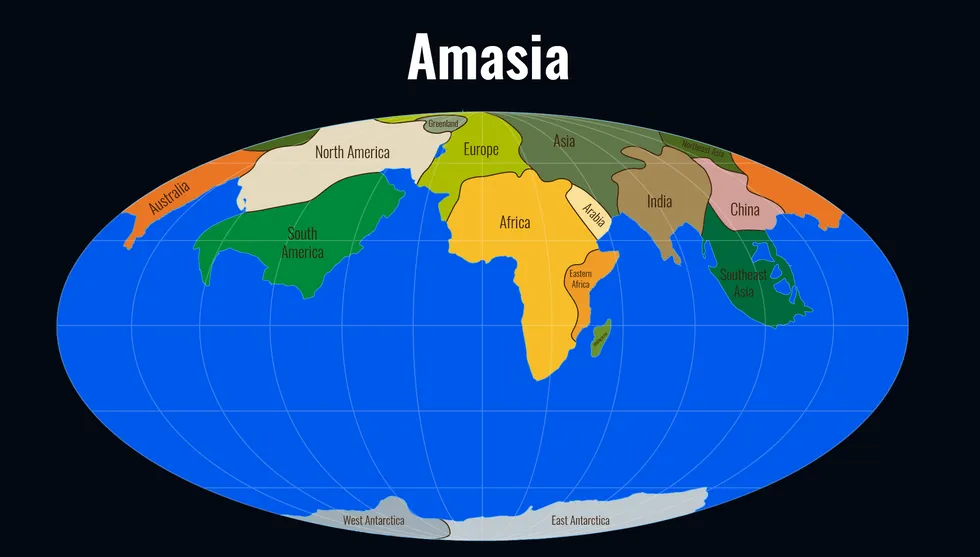 Amasia
Greenland
North America
Europe
Asia
Northeast Asia
Australia
South
America
Africa
Arabia
India
China
Eastern
Africa
Southeast
Asia
West Antarctica
East Antarctica